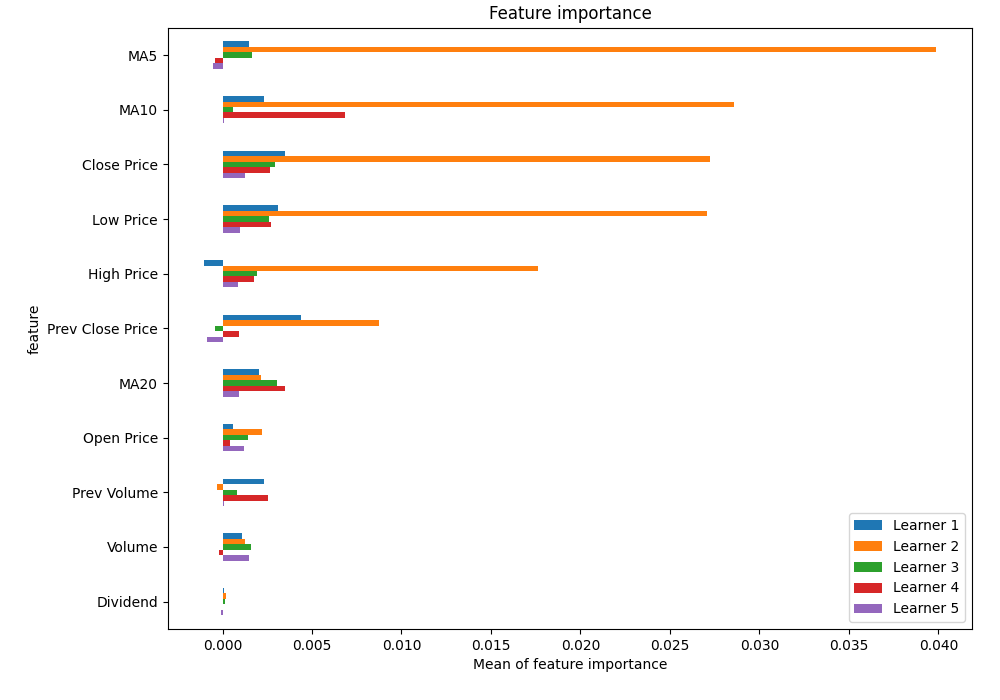 Feature importance
MA5
MA10
Close Price
Low Price
High Price
Prev Close Price
MA20
Open Price
Prev Volume
Volume
Dividend
feature
Learner 1
Learner 2
Learner 3
Learner 4
Learner 5
0.000 0.005 0.010 0.015 0.020 0.025 0.030 0.035 0.040
Mean of feature importance